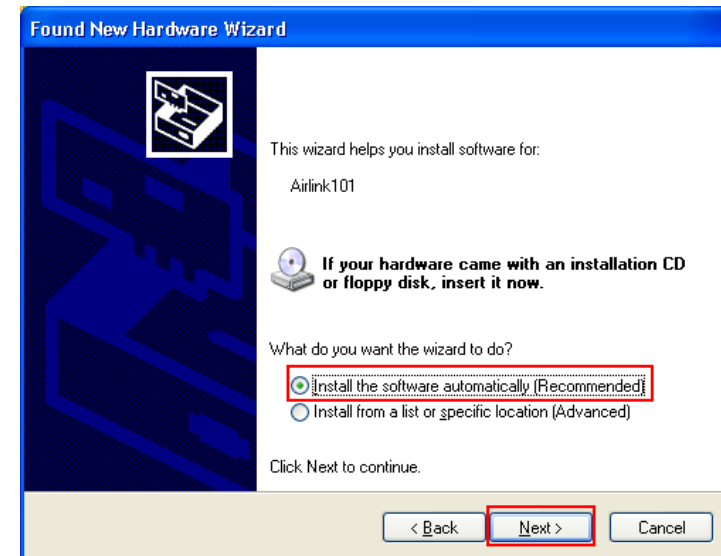 Found New Hardware Wizard
This wizard helps you install software for:
Airlink101
If your hardware came with an installation CD
or floppy disk, insert it now.
What do you want the wizard to do?
Install the software automatically (Recommended)
Install from a list or specific location (Advanced)
Click Next to continue.
< Back Next > Cancel